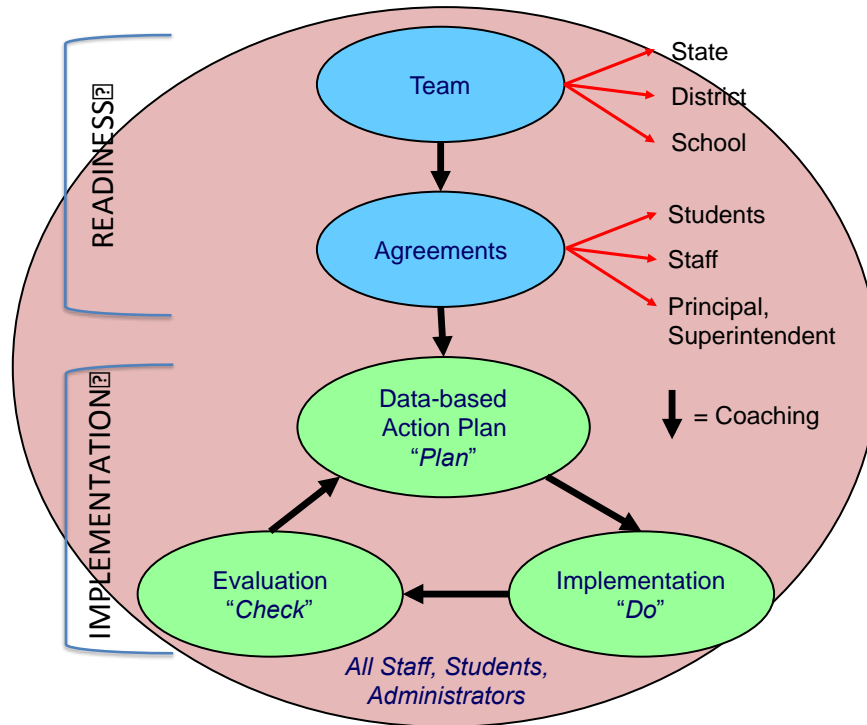 READINESS
Team
State
District
School
Agreements
Students
Staff
Principal,
Superintendent
IMPLEMENTATION
Data-based
Action Plan
“Plan”
= Coaching
Evaluation
“Check”
Implementation
“Do”
All Staff, Students,
Administrators